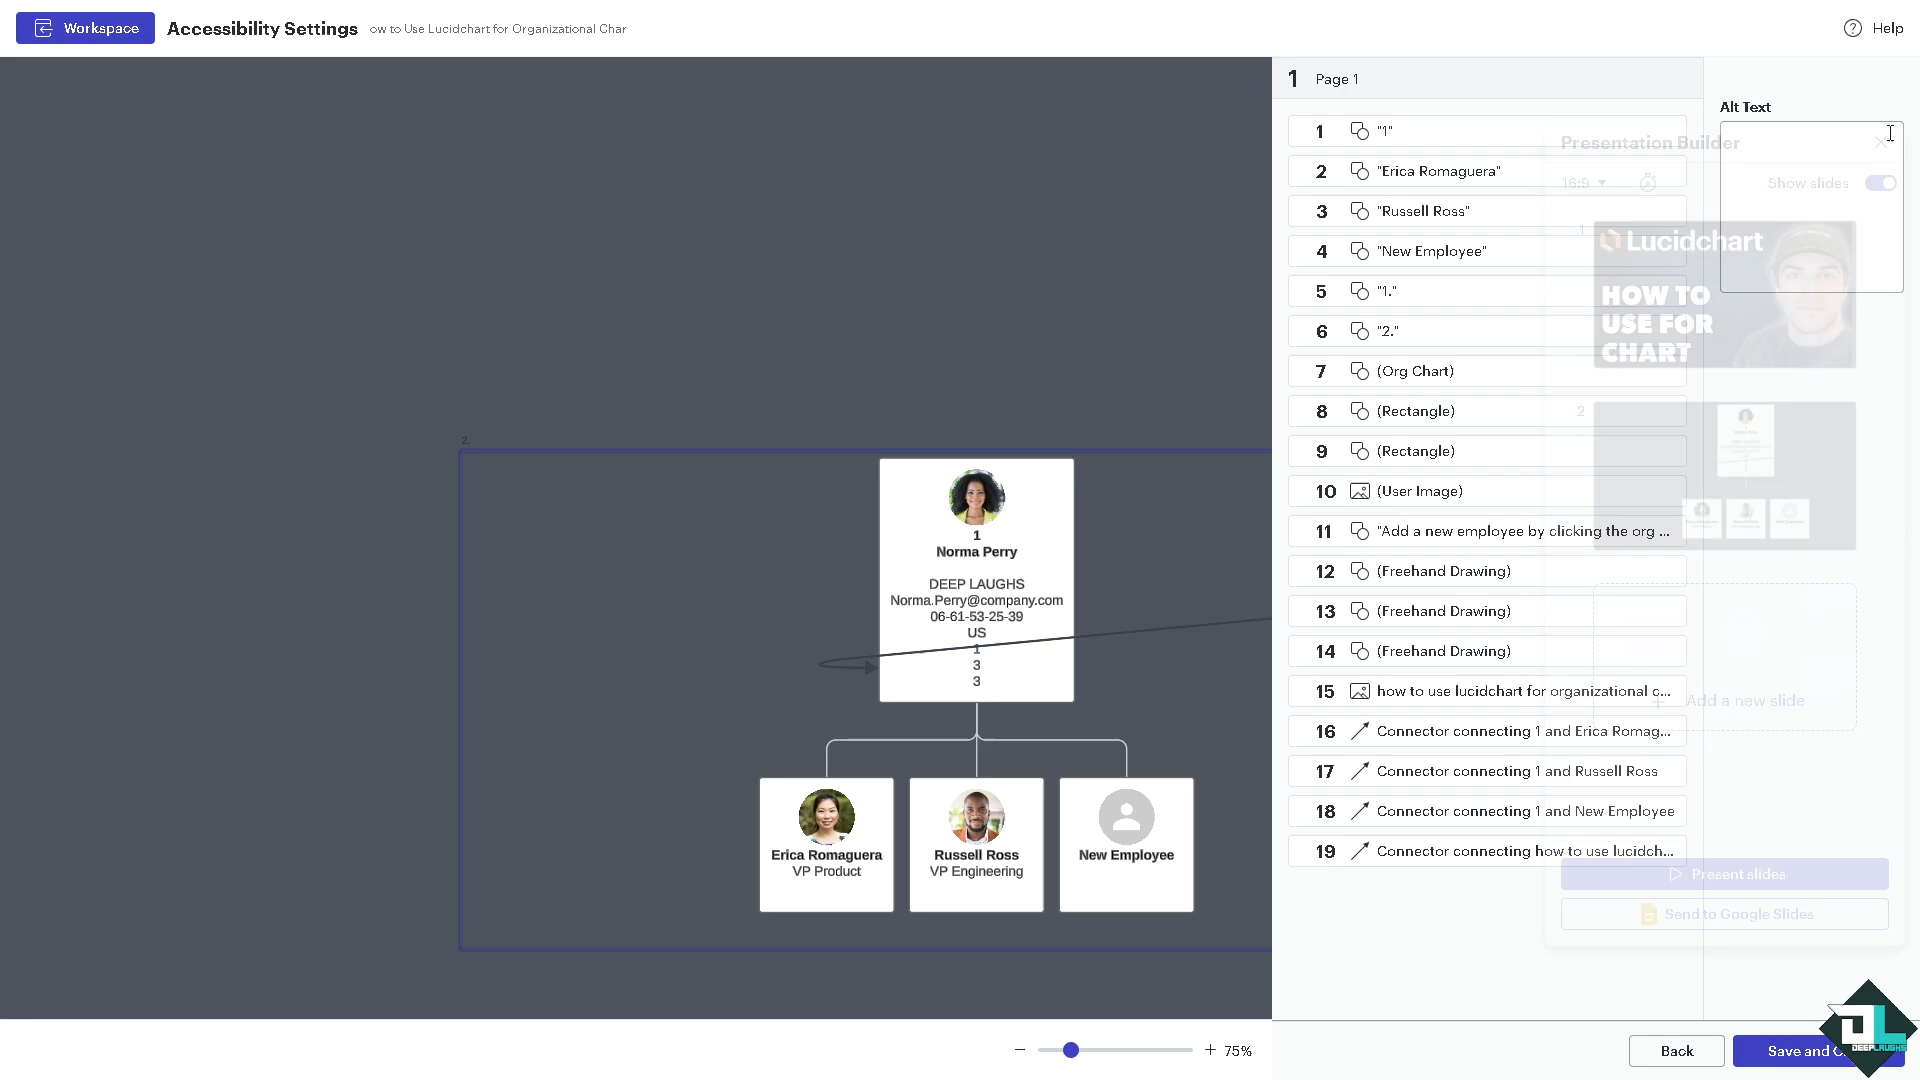 Workspace
Accessibility Settings
ow to Use Lucidchart for Organizational Char
Help
1 Page 1
Alt Text
1 "1"
2 "Erica Romaguera"
3 "Russell Ross"
4 "New Employee"
5 "1."
6 "2."
7 (Org Chart)
8 (Rectangle)
9 (Rectangle)
10 (User Image)
11 "Add a new employee by clicking the org ...
12 (Freehand Drawing)
13 (Freehand Drawing)
14 (Freehand Drawing)
15 how to use lucidchart for organizational c...
16 Connector connecting 1 and Erica Romag...
17 Connector connecting 1 and Russell Ross
18 Connector connecting 1 and New Employee
19 Connector connecting how to use lucidch...
Presentation Builder
16:9
Show slides
1
Lucidchart
HOW TO
USE FOR
CHART
2
Add a new slide
Present slides
Send to Google Slides
2.
1
Norma Perry
DEEP LAUGHS
Norma.Perry@company.com
06-61-53-25-39
US
1
3
3
Erica Romaguera
VP Product
Russell Ross
VP Engineering
New Employee
75%
Back
Save and C
DEEPLAUGHS